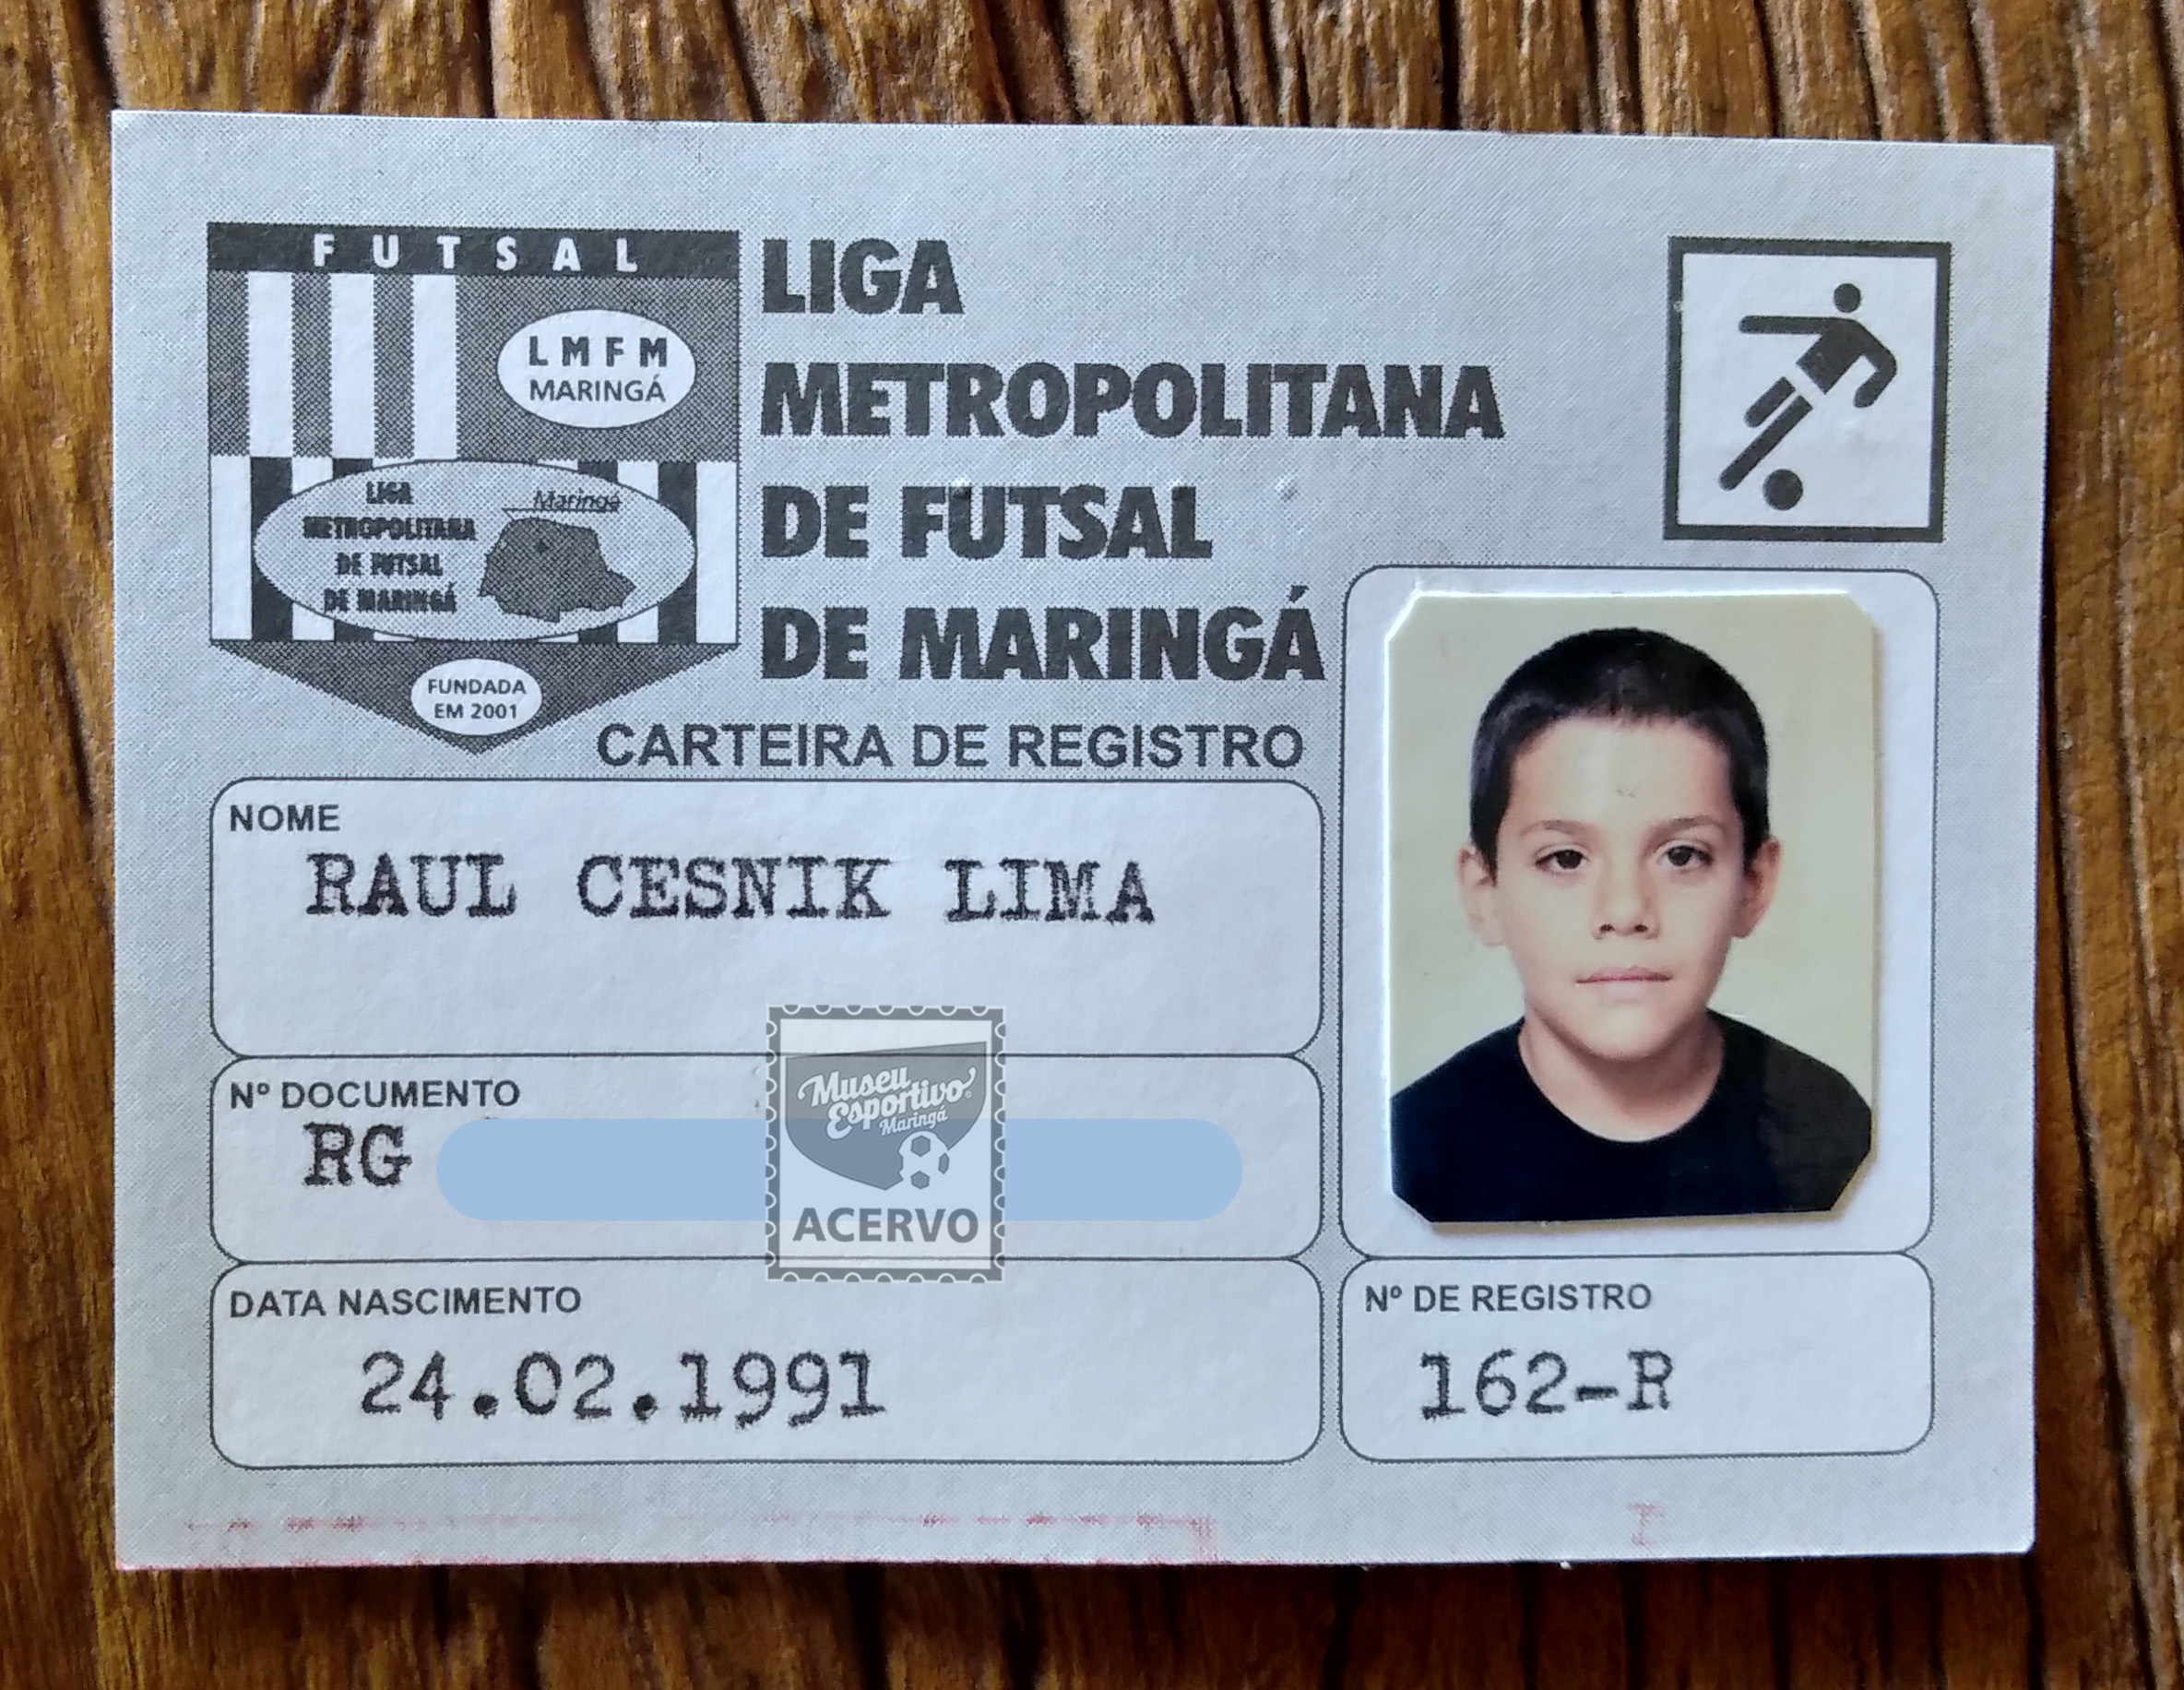 FUTSAL
LMFM
MARINGÁ
LIGA
METROPOLITANA
DE FUTSAL
DE MARINGÁ
Maringá
FUNDADA
EM 2001
LIGA
METROPOLITANA
DE FUTSAL
DE MARINGÁ
CARTEIRA DE REGISTRO
NOME
RAUL CESNIK LIMA
Nº DOCUMENTO
RG
Museu
Esportivo
Maringá
ACERVO
DATA NASCIMENTO
24.02.1991
Nº DE REGISTRO
162-R